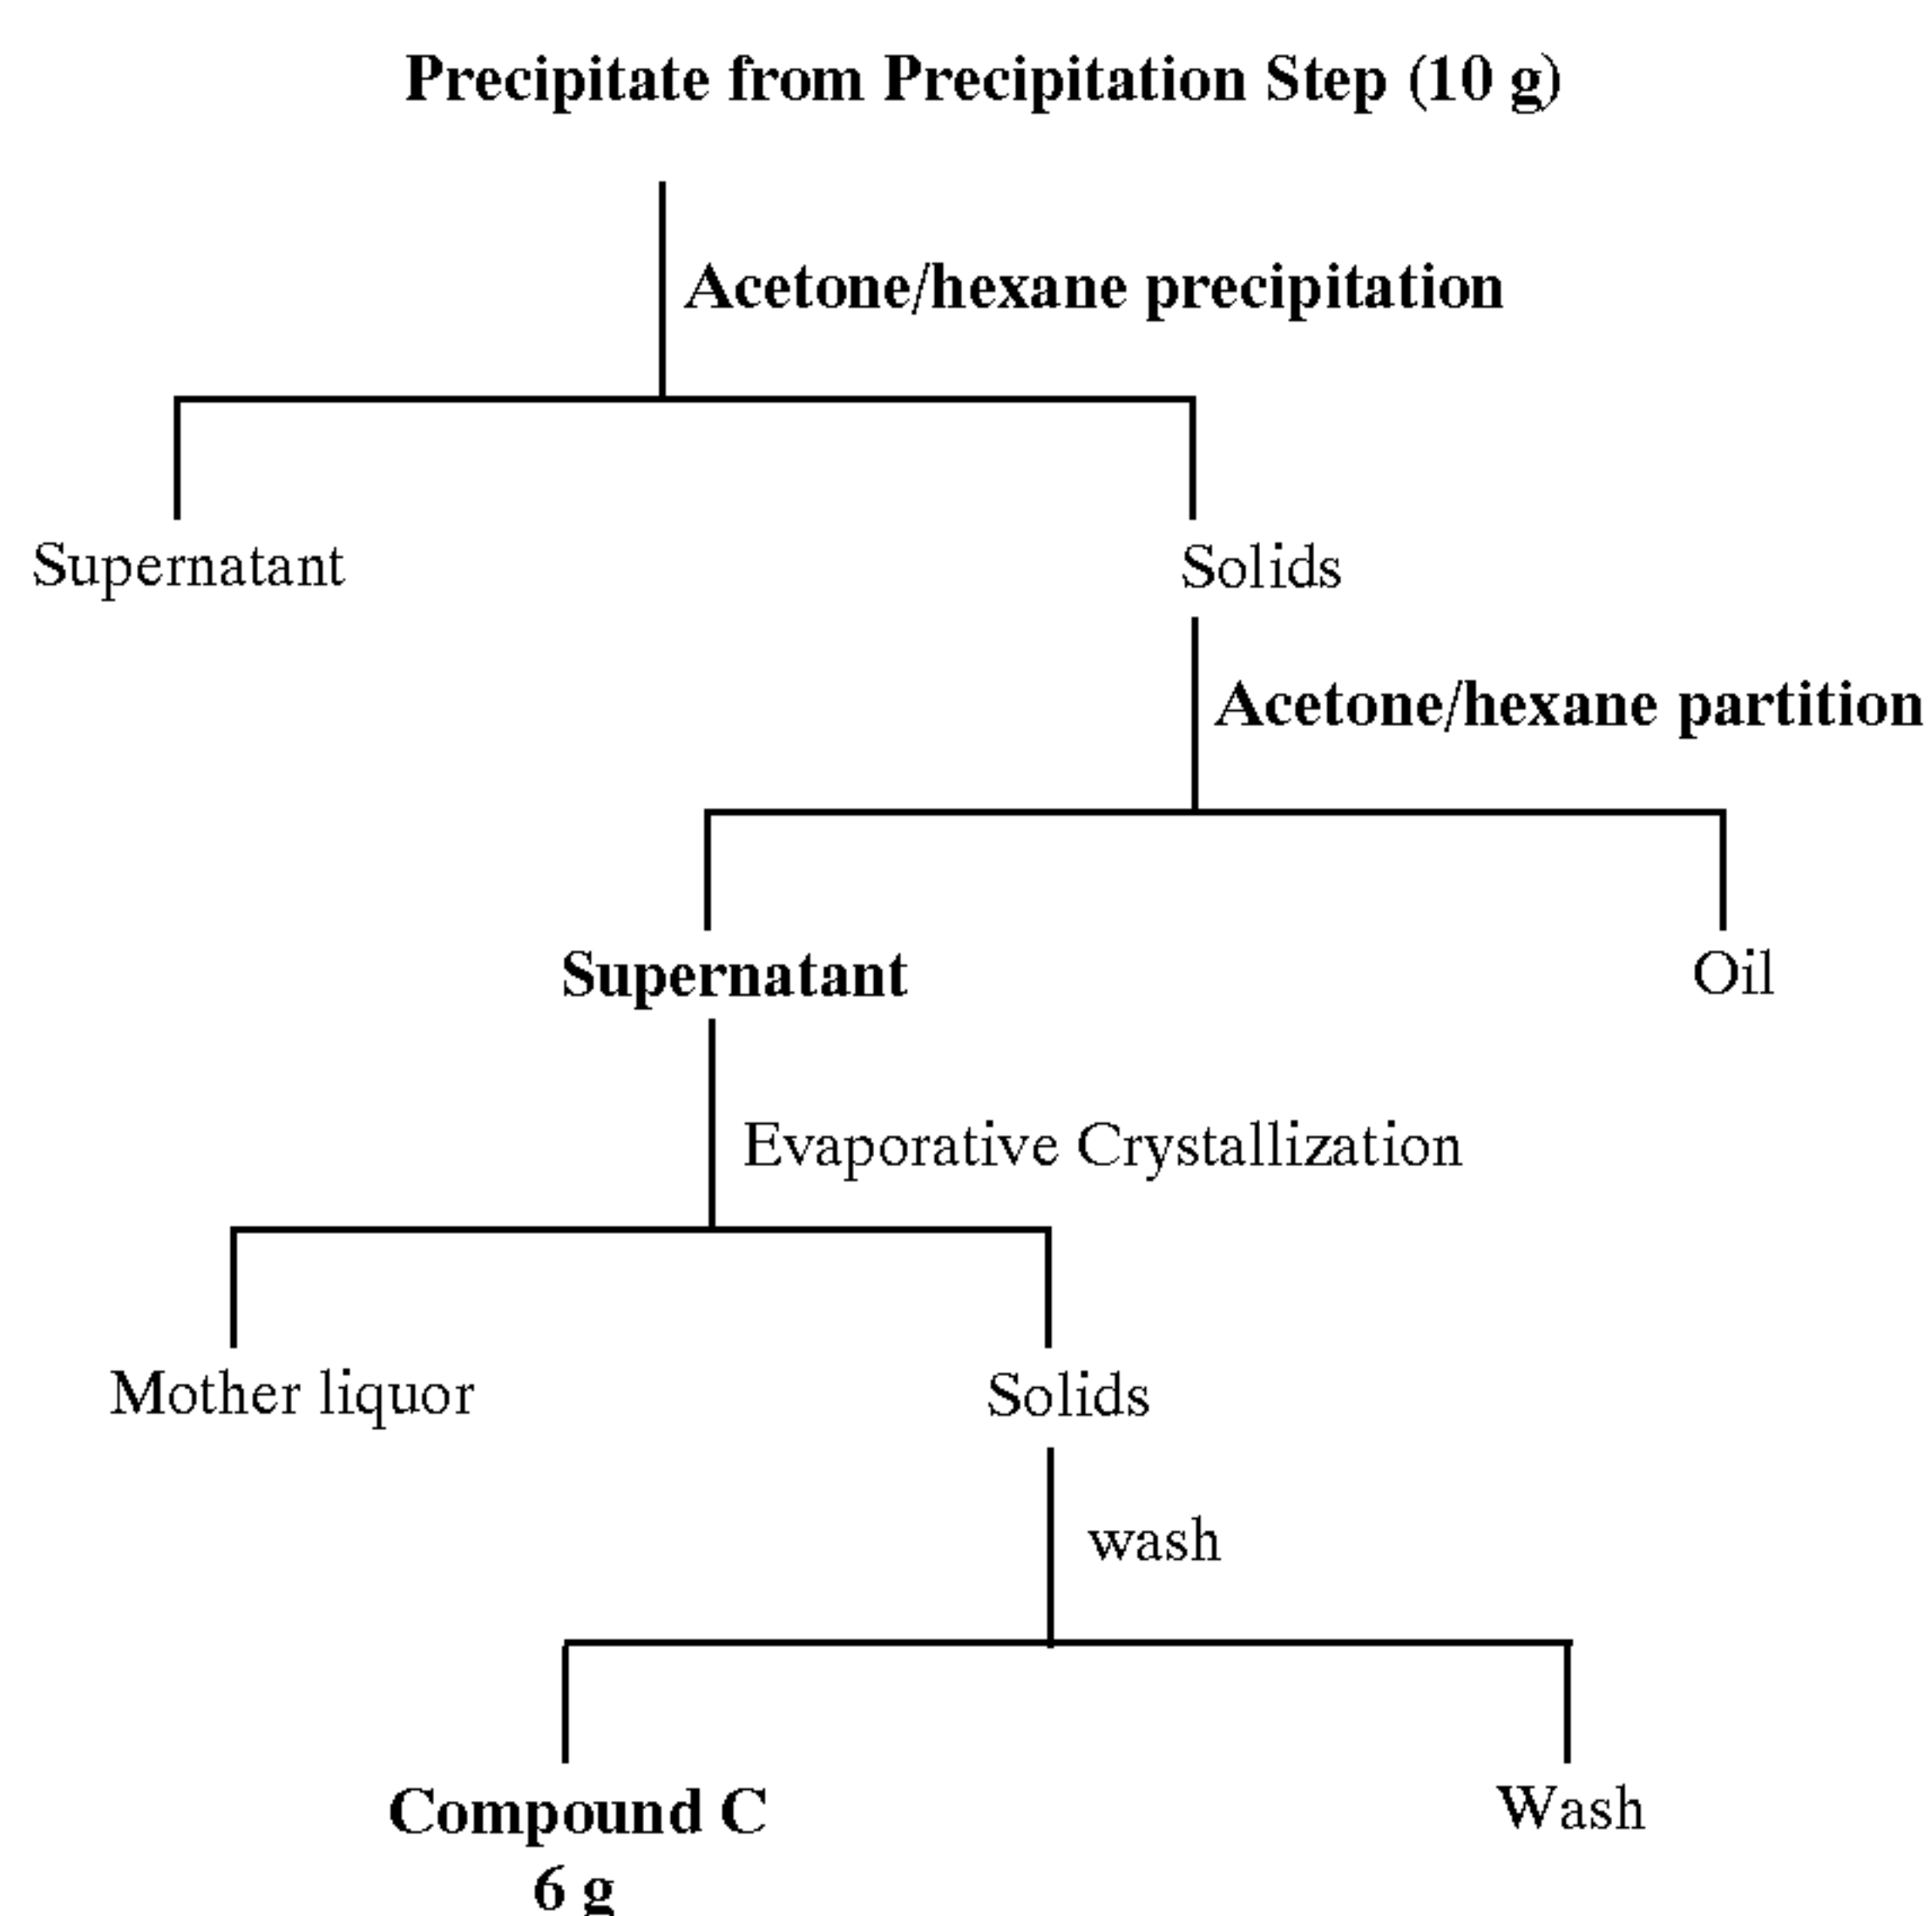 Precipitate from Precipitation Step (10 g)
Acetone/hexane precipitation
Supernatant
Solids
Acetone/hexane partition
Supernatant
Oil
Evaporative Crystallization
Mother liquor
Solids
wash
Compound C
6 g
Wash